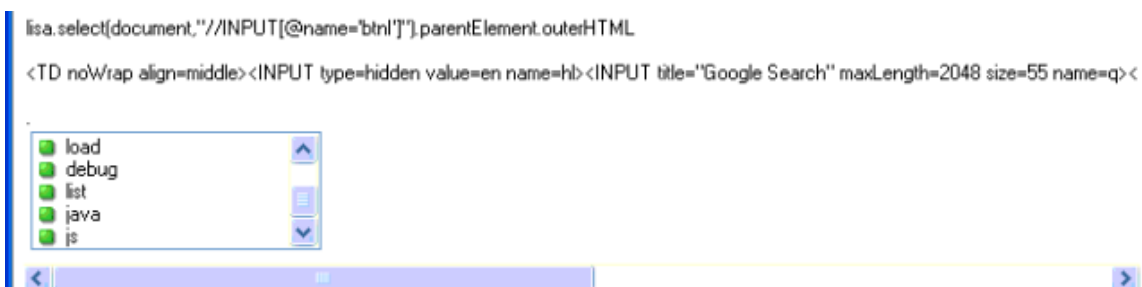 lisa.select(document,"//INPUT[@name='btnI']").parentElement.outerHTML
<TD noWrap align=middle><INPUT type=hidden value=en name=hl><INPUT title="Google Search" maxLength=2048 size=55 name=q><
.
load
debug
list
java
js